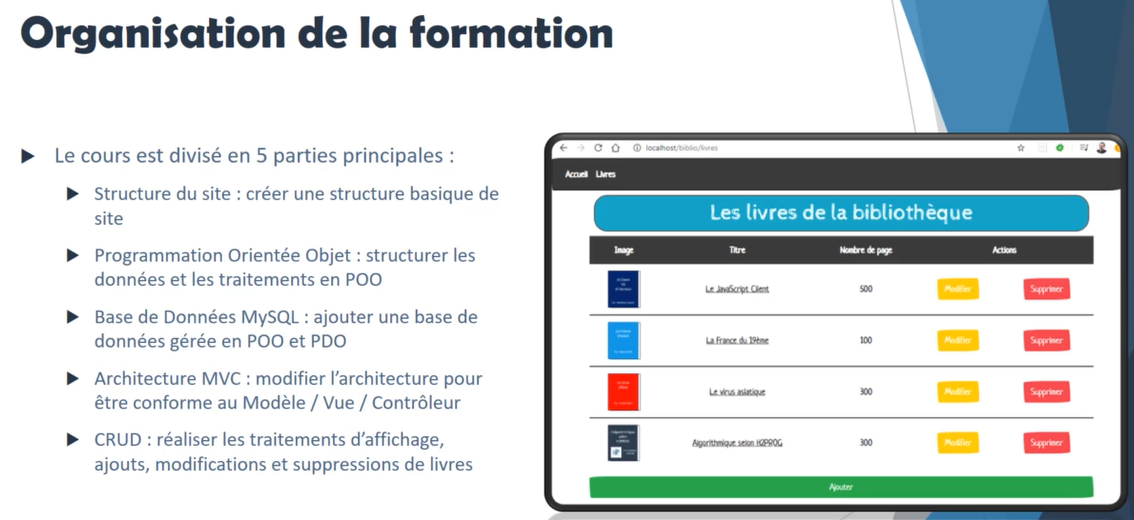 Organisation de la formation
Le cours est divisé en 5 parties principales :
Structure du site : créer une structure basique de
site
Programmation Orientée Objet : structurer les
données et les traitements en POO
Base de Données MySQL : ajouter une base de
données gérée en POO et PDO
Architecture MVC : modifier l'architecture pour
être conforme au Modèle / Vue / Contrôleur
CRUD : réaliser les traitements d'affichage,
ajouts, modifications et suppressions de livres
localhost/biblio/livres
Accueil Livres
Les livres de la bibliothèque
Image Titre Nombre de page Actions
Le JavaScript Client 500 Modifier Supprimer
La France du 19ème 100 Modifier Supprimer
Le virus asiatique 300 Modifier Supprimer
Algorithmique selon H2PROG 300 Modifier Supprimer
Ajouter